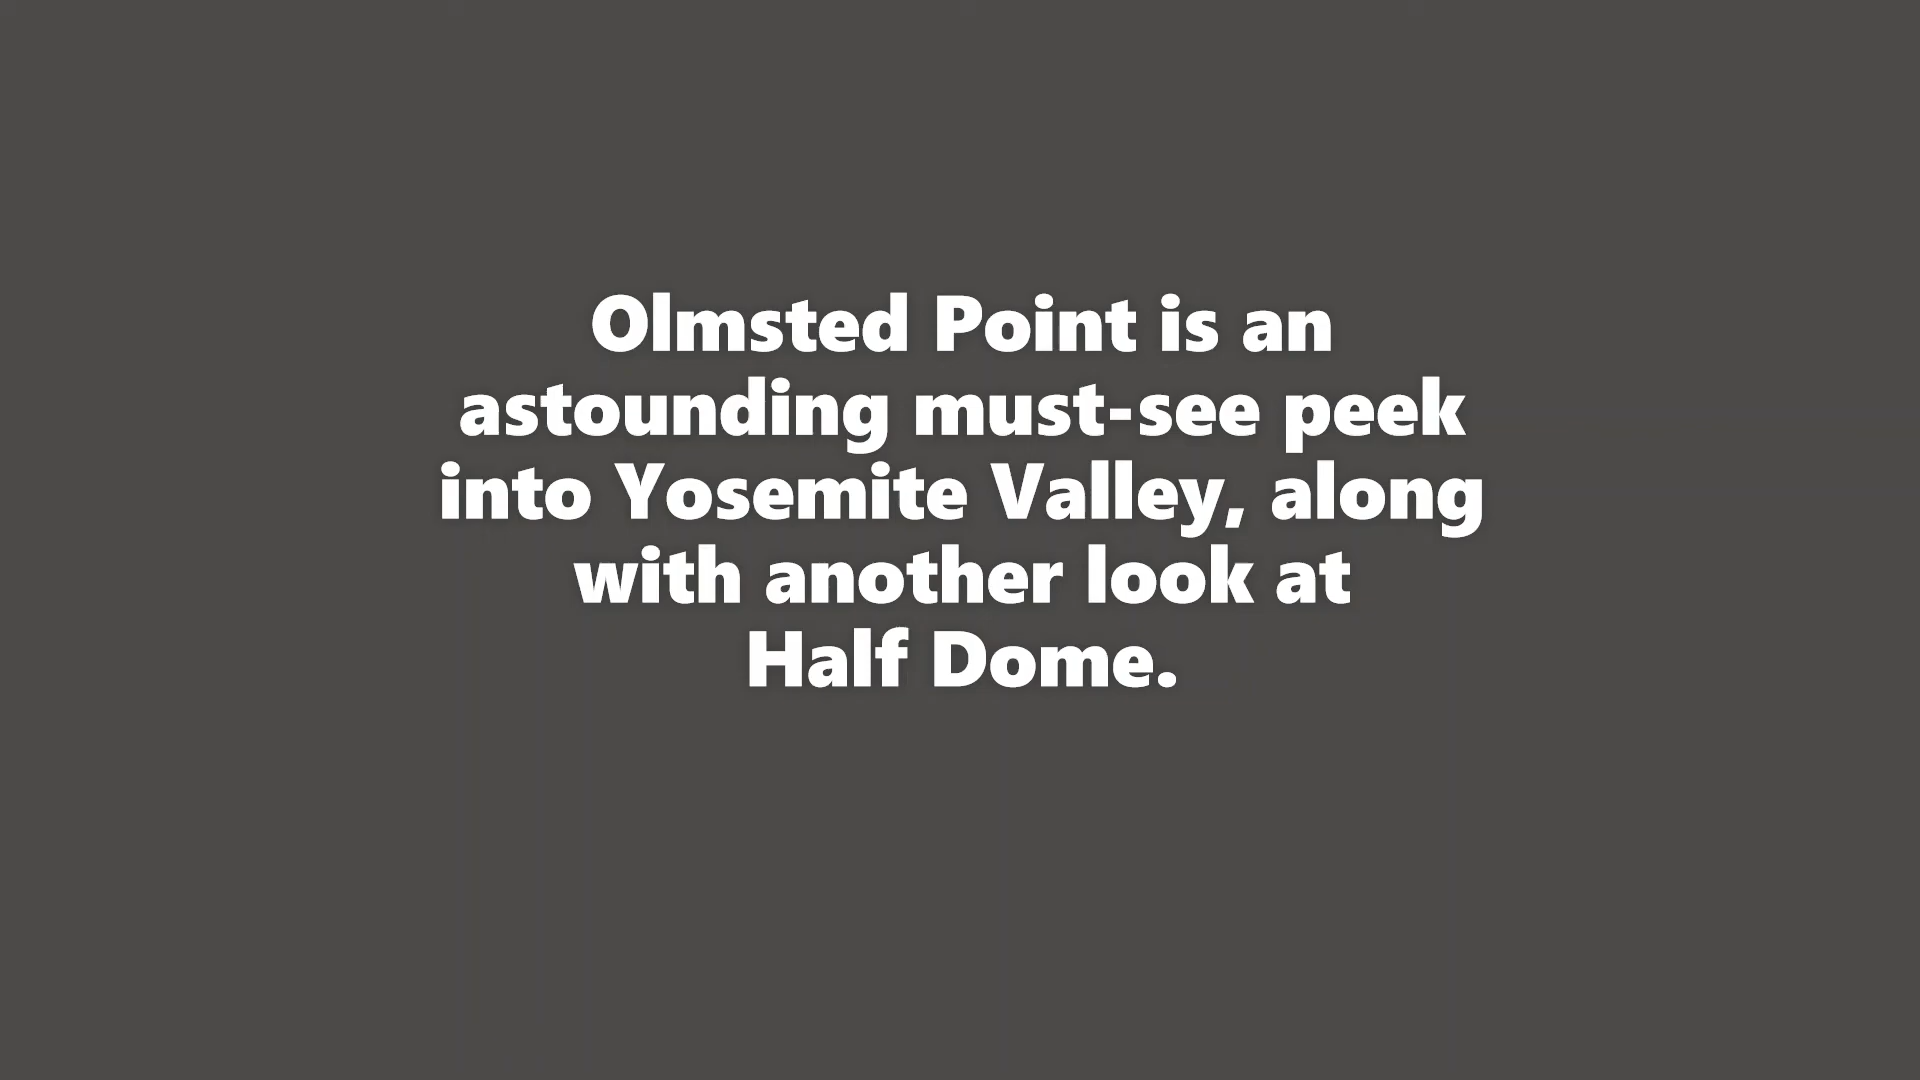 Olmsted Point is an
astounding must-see peek
into Yosemite Valley, along
with another look at
Half Dome.